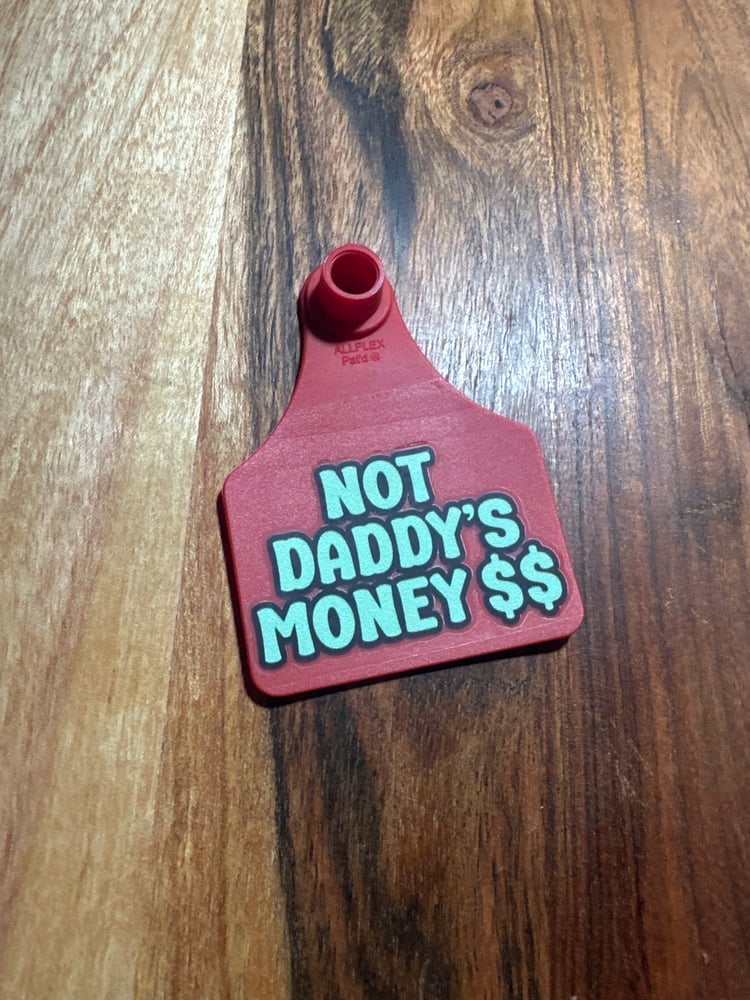 ALLFLEX
Pat'd ®
NOT
DADDY'S
MONEY $$